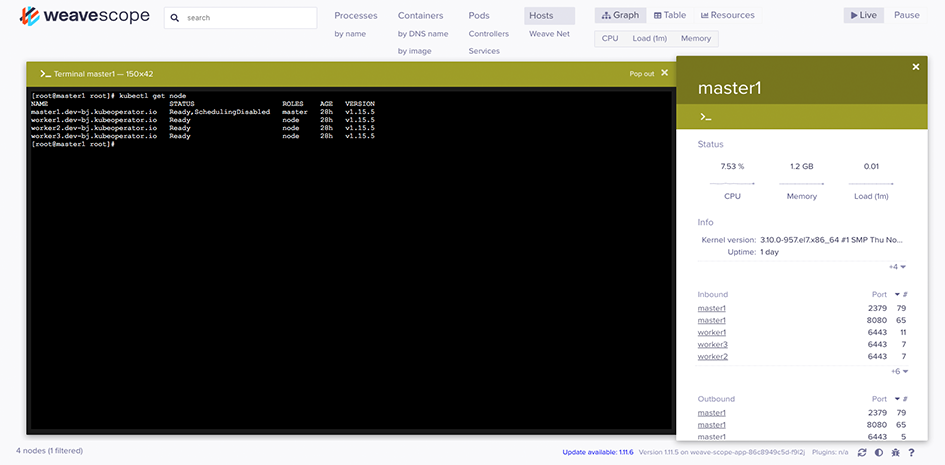 weavescope
search
Processes
by name
Containers
by DNS name
by image
Pods
Controllers
Services
Hosts
Weave Net
Graph Table Resources
CPU Load (1m) Memory
Live Pause
>_ Terminal master1 — 150×42 Pop out ×
[root@master1 root]# kubectl get node
NAME STATUS ROLES AGE VERSION
master1.dev-bj.kubeoperator.io Ready,SchedulingDisabled master 28h v1.15.5
worker1.dev-bj.kubeoperator.io Ready node 28h v1.15.5
worker2.dev-bj.kubeoperator.io Ready node 28h v1.15.5
worker3.dev-bj.kubeoperator.io Ready node 28h v1.15.5
[root@master1 root]#
×
master1
>_
Status
7.53 % 1.2 GB 0.01
CPU Memory Load (1m)
Info
Kernel version: 3.10.0-957.el7.x86_64 #1 SMP Thu No...
Uptime: 1 day
+4
Inbound Port #
master1 2379 79
master1 8080 65
worker1 6443 11
worker3 6443 7
worker2 6443 7
+6
Outbound Port #
master1 2379 79
master1 8080 65
master1 6443 5
4 nodes (1 filtered)
Update available: 1.11.6 Version 1.11.5 on weave-scope-app-86c8949c5d-f9l2j Plugins: n/a ?